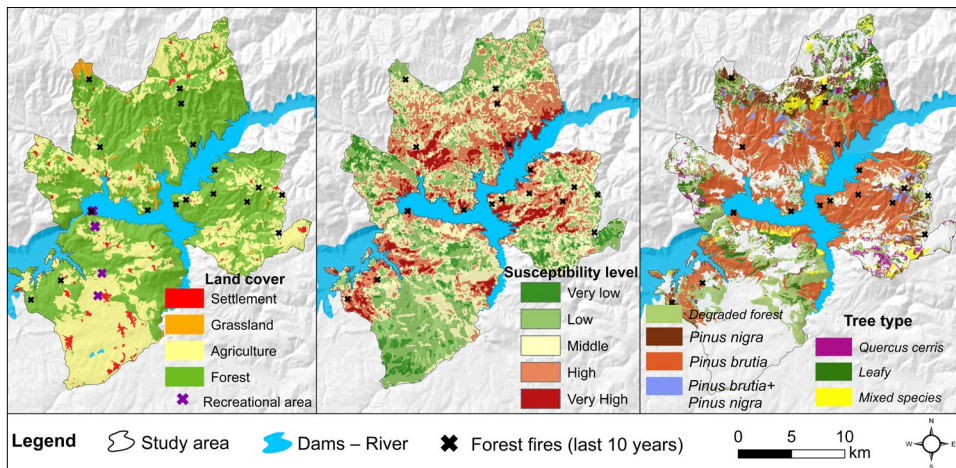 Land cover
Settlement
Grassland
Agriculture
Forest
Recreational area
Susceptibility level
Very low
Low
Middle
High
Very High
Degraded forest
Pinus nigra
Pinus brutia
Pinus brutia+
Pinus nigra
Tree type
Quercus cerris
Leafy
Mixed species
Legend
Study area
Dams – River
Forest fires (last 10 years)
0 5 10
km
N
W E
S